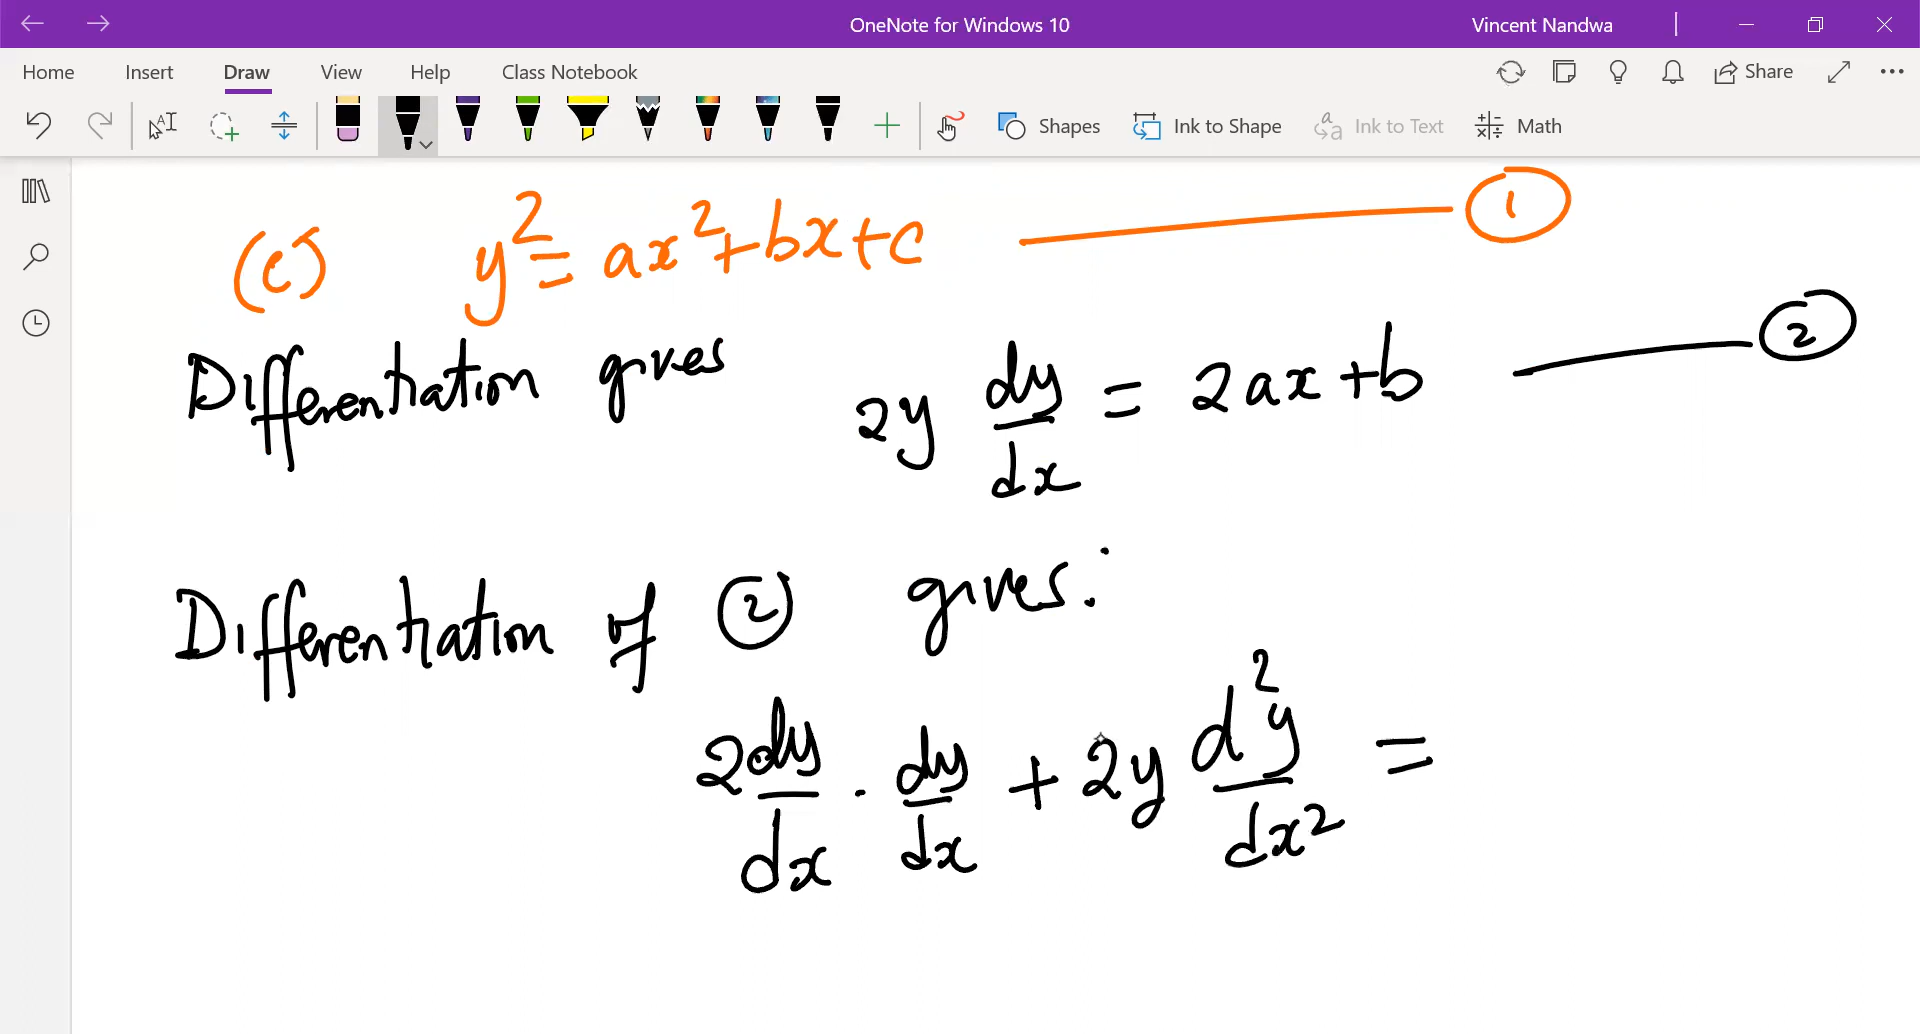 OneNote for Windows 10
Vincent Nandwa
Home Insert Draw View Help Class Notebook Share
Shapes Ink to Shape Ink to Text Math
(c) y² = ax² + bx + c ——— ①
Differentiation gives 2y dy/dx = 2ax + b ——— ②
Differentiation of ② gives:
2 dy/dx · dy/dx + 2y d²y/dx² =